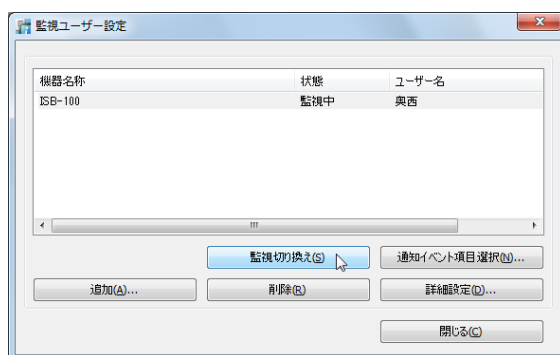 監視ユーザー設定
機器名称 状態 ユーザー名
ISB-100 監視中 奥西
監視切り換え(S) 通知イベント項目選択(N)...
追加(A)... 削除(R) 詳細設定(D)...
閉じる(C)